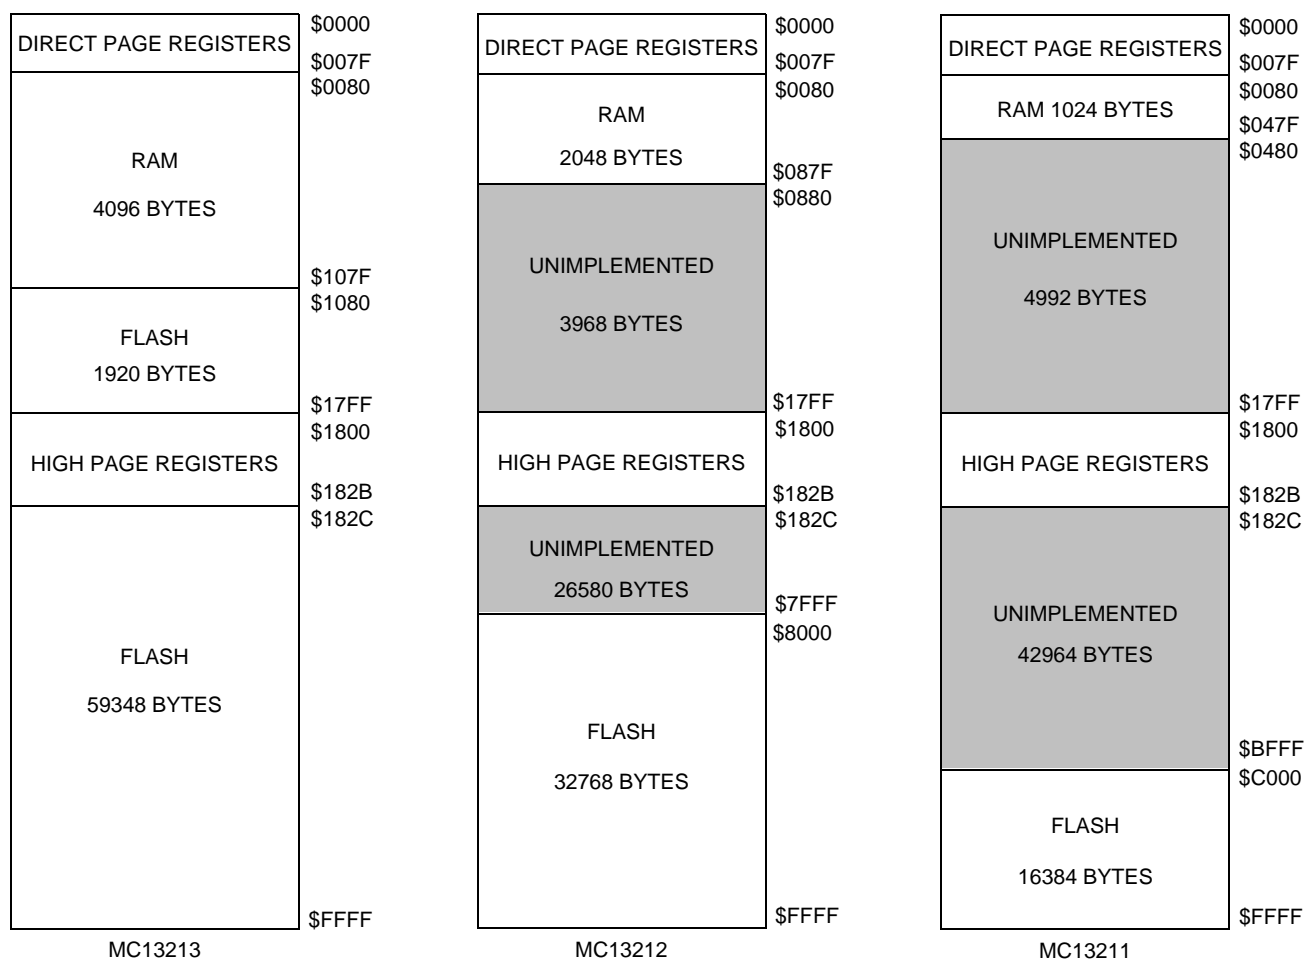 DIRECT PAGE REGISTERS
$0000
$007F
$0080
RAM
4096 BYTES
$107F
$1080
FLASH
1920 BYTES
$17FF
$1800
HIGH PAGE REGISTERS
$182B
$182C
FLASH
59348 BYTES
$FFFF
MC13213
DIRECT PAGE REGISTERS
$0000
$007F
$0080
RAM
2048 BYTES
$087F
$0880
UNIMPLEMENTED
3968 BYTES
$17FF
$1800
HIGH PAGE REGISTERS
$182B
$182C
UNIMPLEMENTED
26580 BYTES
$7FFF
$8000
FLASH
32768 BYTES
$FFFF
MC13212
DIRECT PAGE REGISTERS
$0000
$007F
$0080
RAM 1024 BYTES
$047F
$0480
UNIMPLEMENTED
4992 BYTES
$17FF
$1800
HIGH PAGE REGISTERS
$182B
$182C
UNIMPLEMENTED
42964 BYTES
$BFFF
$C000
FLASH
16384 BYTES
$FFFF
MC13211